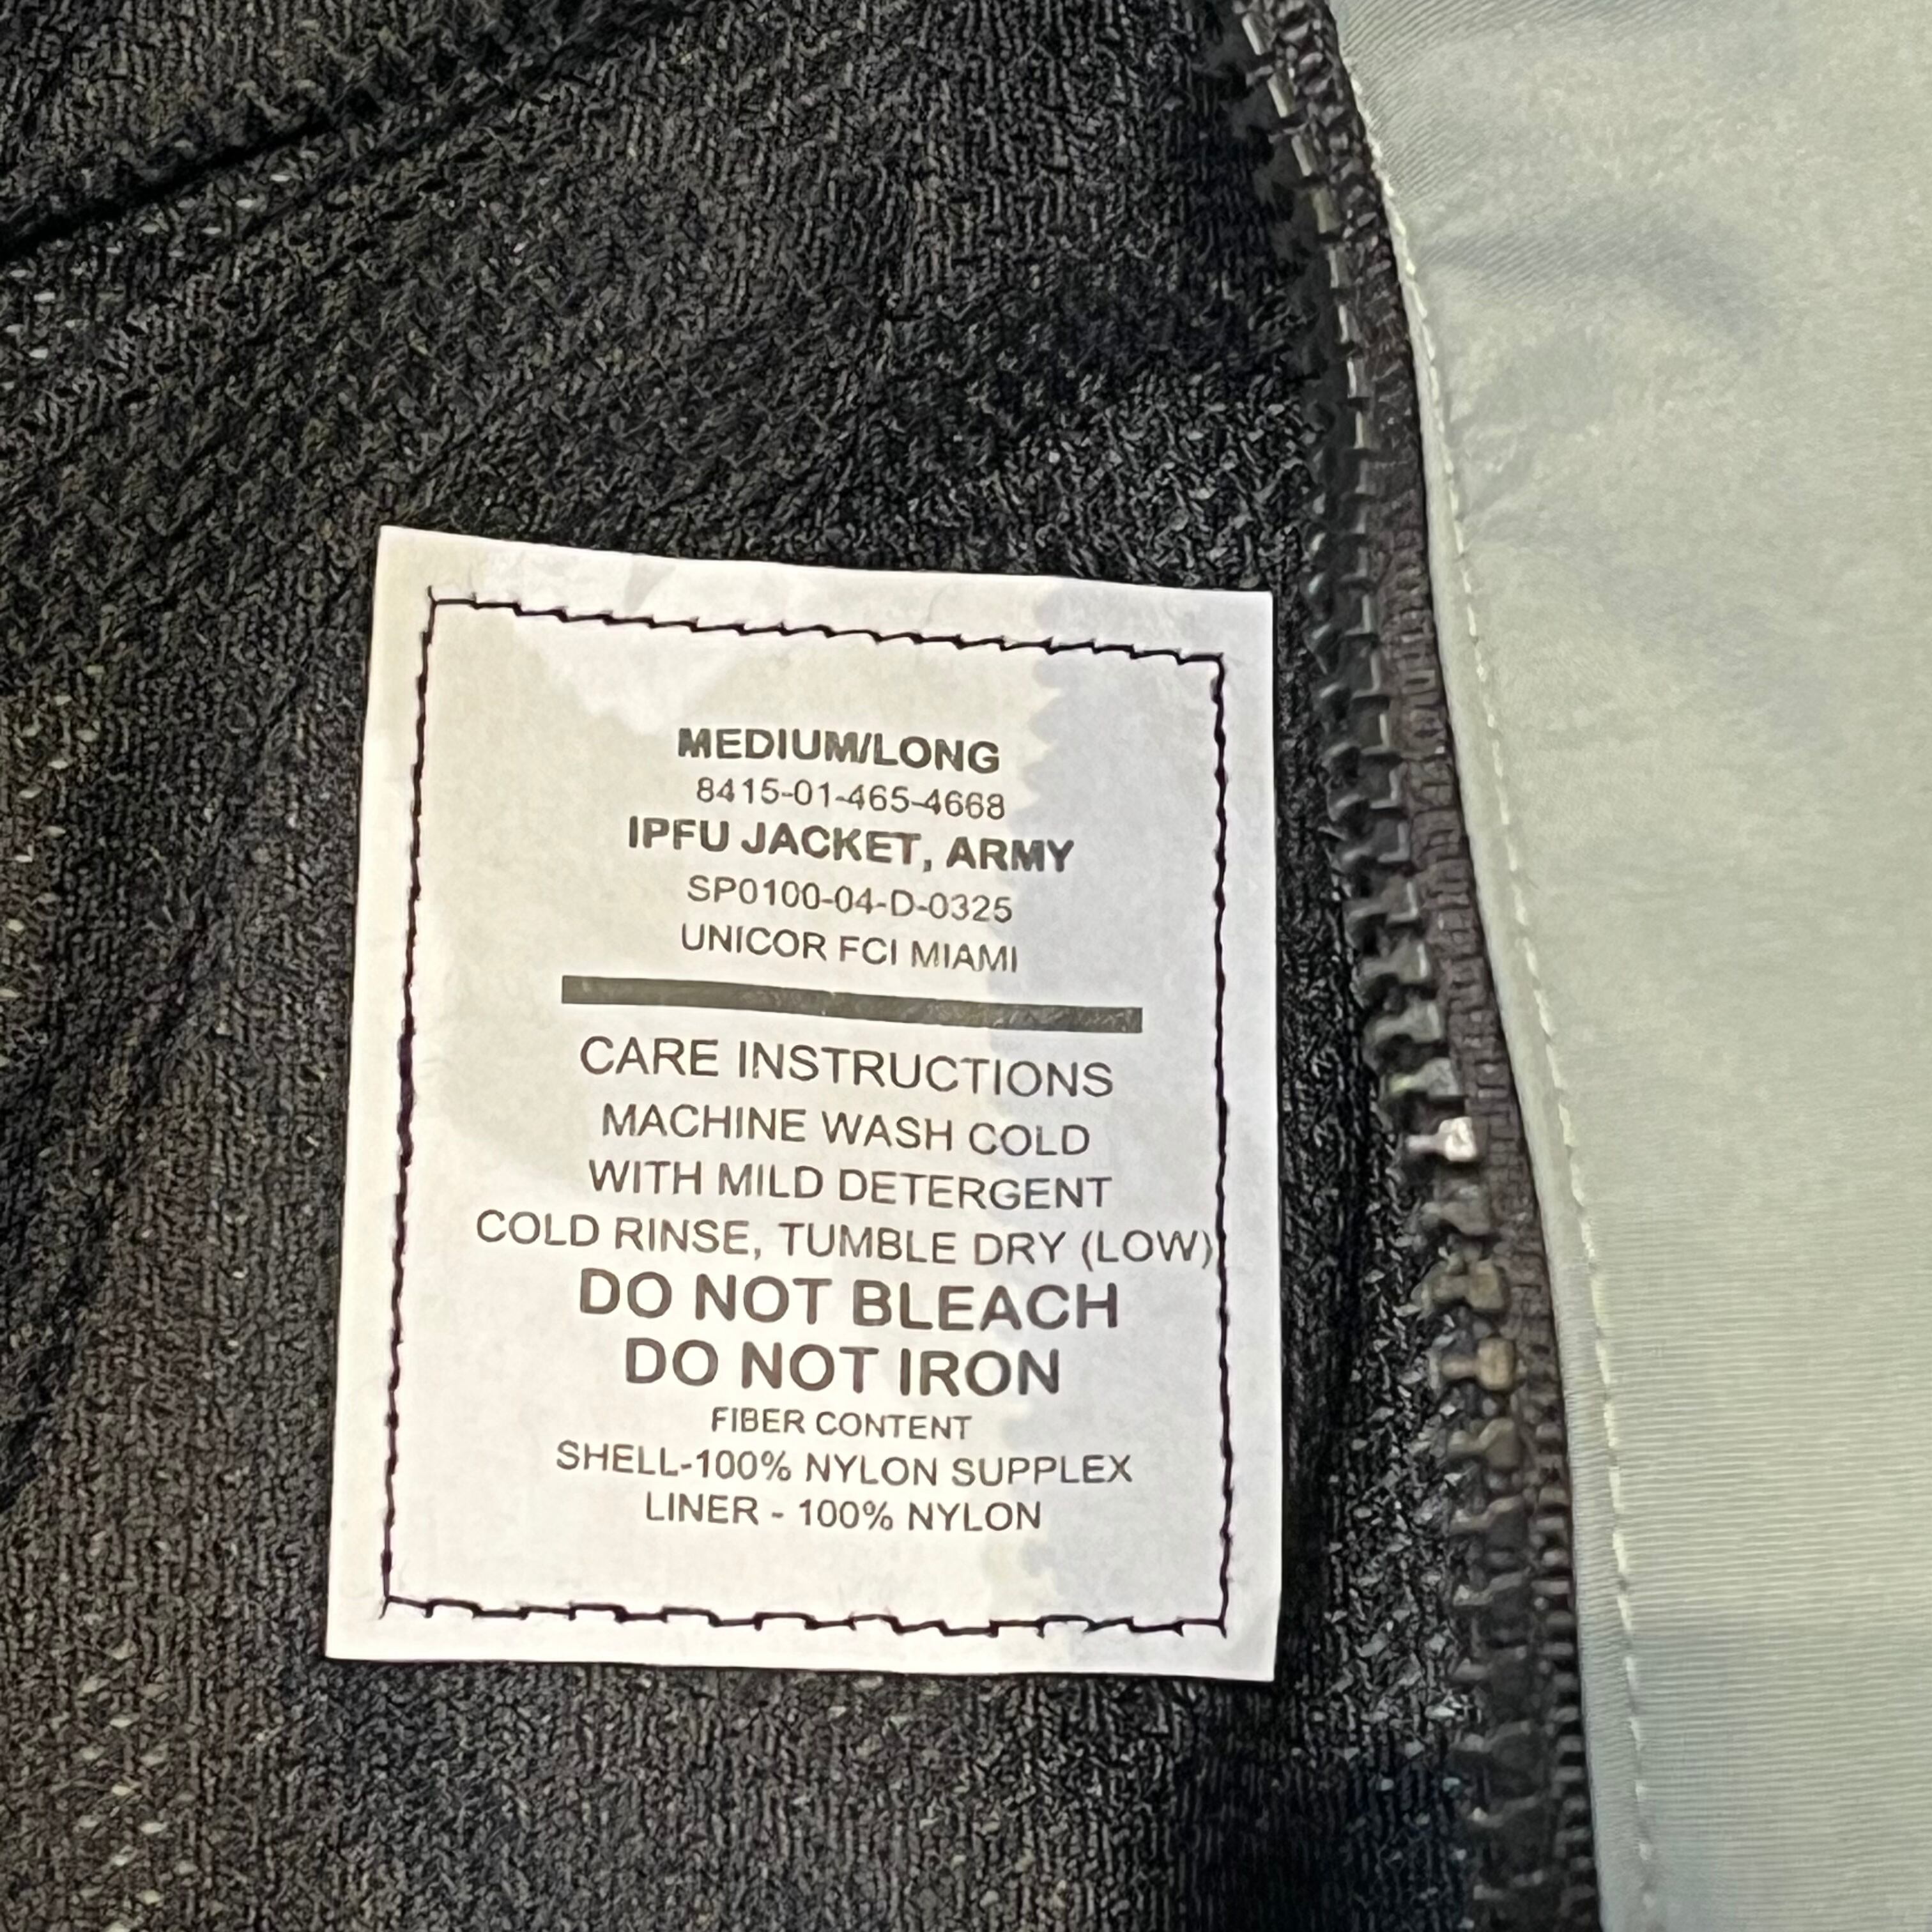 MEDIUM/LONG
8415-01-465-4668
IPFU JACKET, ARMY
SP0100-04-D-0325
UNICOR FCI MIAMI
CARE INSTRUCTIONS
MACHINE WASH COLD
WITH MILD DETERGENT
COLD RINSE, TUMBLE DRY (LOW)
DO NOT BLEACH
DO NOT IRON
FIBER CONTENT
SHELL-100% NYLON SUPPLEX
LINER - 100% NYLON